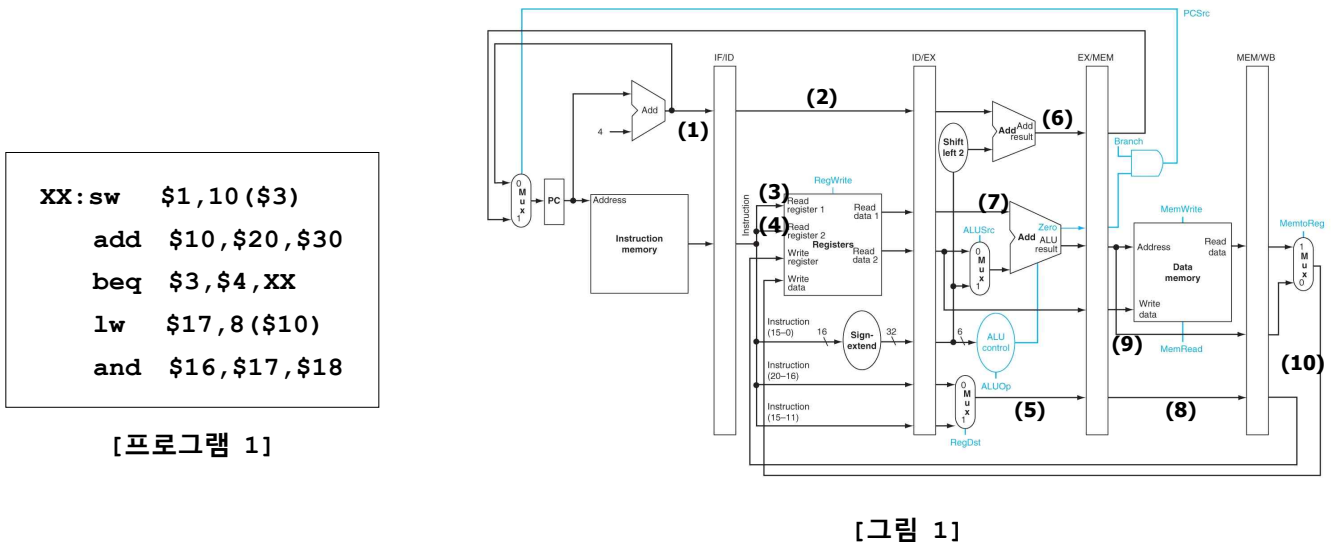 XX:sw $1,10($3)
add $10,$20,$30
beq $3,$4,XX
lw $17,8($10)
and $16,$17,$18
[프로그램 1]
PCSrc
IF/ID
ID/EX
EX/MEM
MEM/WB
Add
4
(1)
(2)
Shift
left 2
Add Add
result
(6)
Branch
0
M
u
x
1
PC
Address
Instruction
memory
Instruction
RegWrite
(3)
(4)
Read
register 1
Read
register 2
Write
register
Write
data
Registers
Read
data 1
Read
data 2
(7)
ALUSrc
0
M
u
x
1
Add
Zero
ALU
result
MemWrite
Address
Read
data
Data
memory
Write
data
MemRead
MemtoReg
1
M
u
x
0
(9)
(10)
Instruction
(15–0)
16
Sign-
extend
32
6
ALU
control
ALUOp
Instruction
(20–16)
Instruction
(15–11)
0
M
u
x
1
RegDst
(5)
(8)
[그림 1]